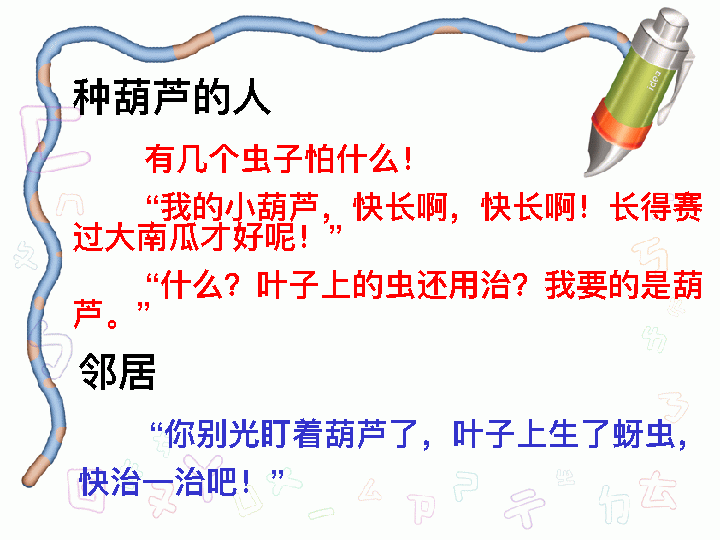 种葫芦的人
有几个虫子怕什么！
“我的小葫芦，快长啊，快长啊！长得赛
过大南瓜才好呢！”
“什么？叶子上的虫还用治？我要的是葫
芦。”
邻居
“你别光盯着葫芦了，叶子上生了蚜虫，
快治一治吧！”